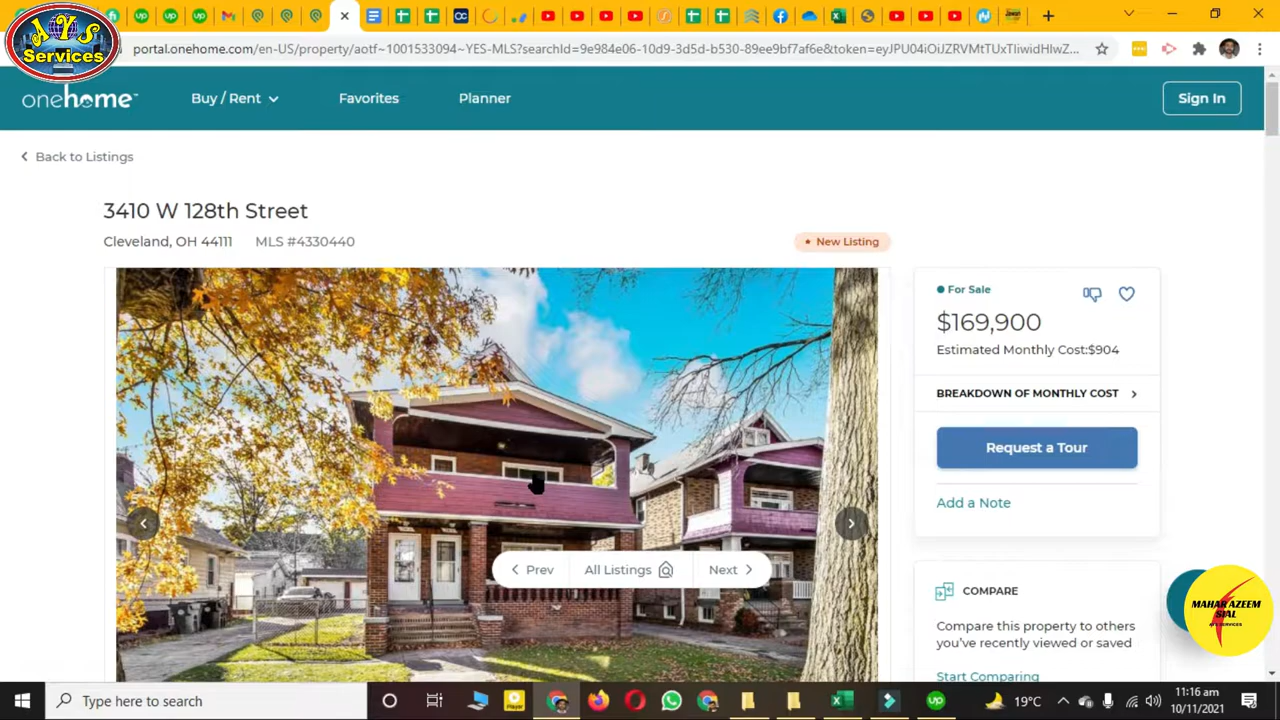 AYS
Services
portal.onehome.com/en-US/property/aotf~1001533094~YES-MLS?searchId=9e984e06-10d9-3d5d-b530-89ee9bf7af6e&token=eyJPU04iOiJZRVMtTUxTIiwidHlwZ...
onehome™
Buy / Rent
Favorites
Planner
Sign In
Back to Listings
3410 W 128th Street
Cleveland, OH 44111 MLS #4330440
New Listing
For Sale
$169,900
Estimated Monthly Cost:$904
BREAKDOWN OF MONTHLY COST
Request a Tour
Add a Note
Prev
All Listings
Next
COMPARE
Compare this property to others
you've recently viewed or saved
Start Comparing
MAHAR AZEEM
SIAL
AYS SERVICES
Type here to search
19°C
11:16 am
10/11/2021